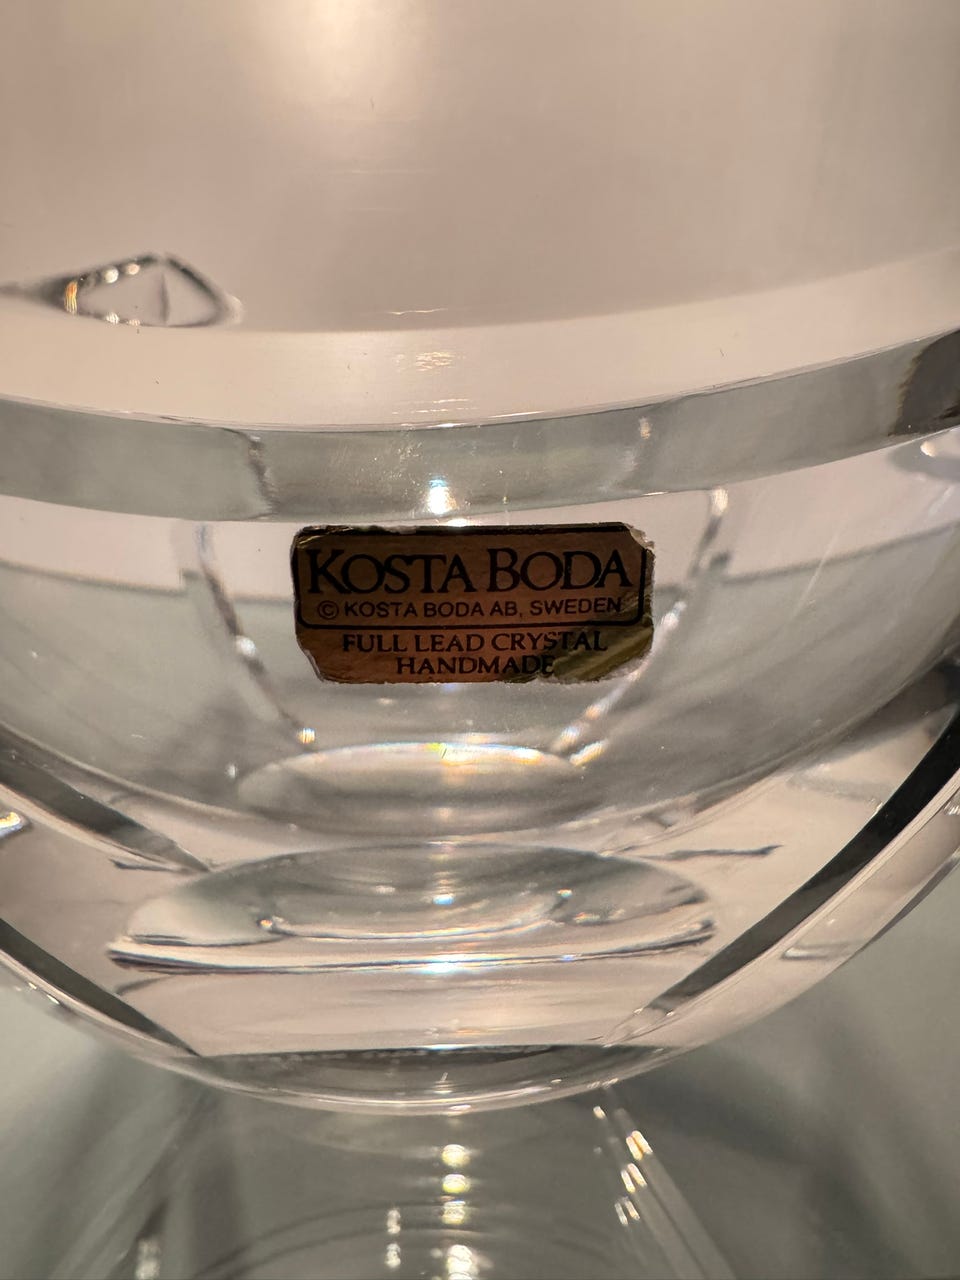 KOSTA BODA
© KOSTA BODA AB, SWEDEN
FULL LEAD CRYSTAL
HANDMADE